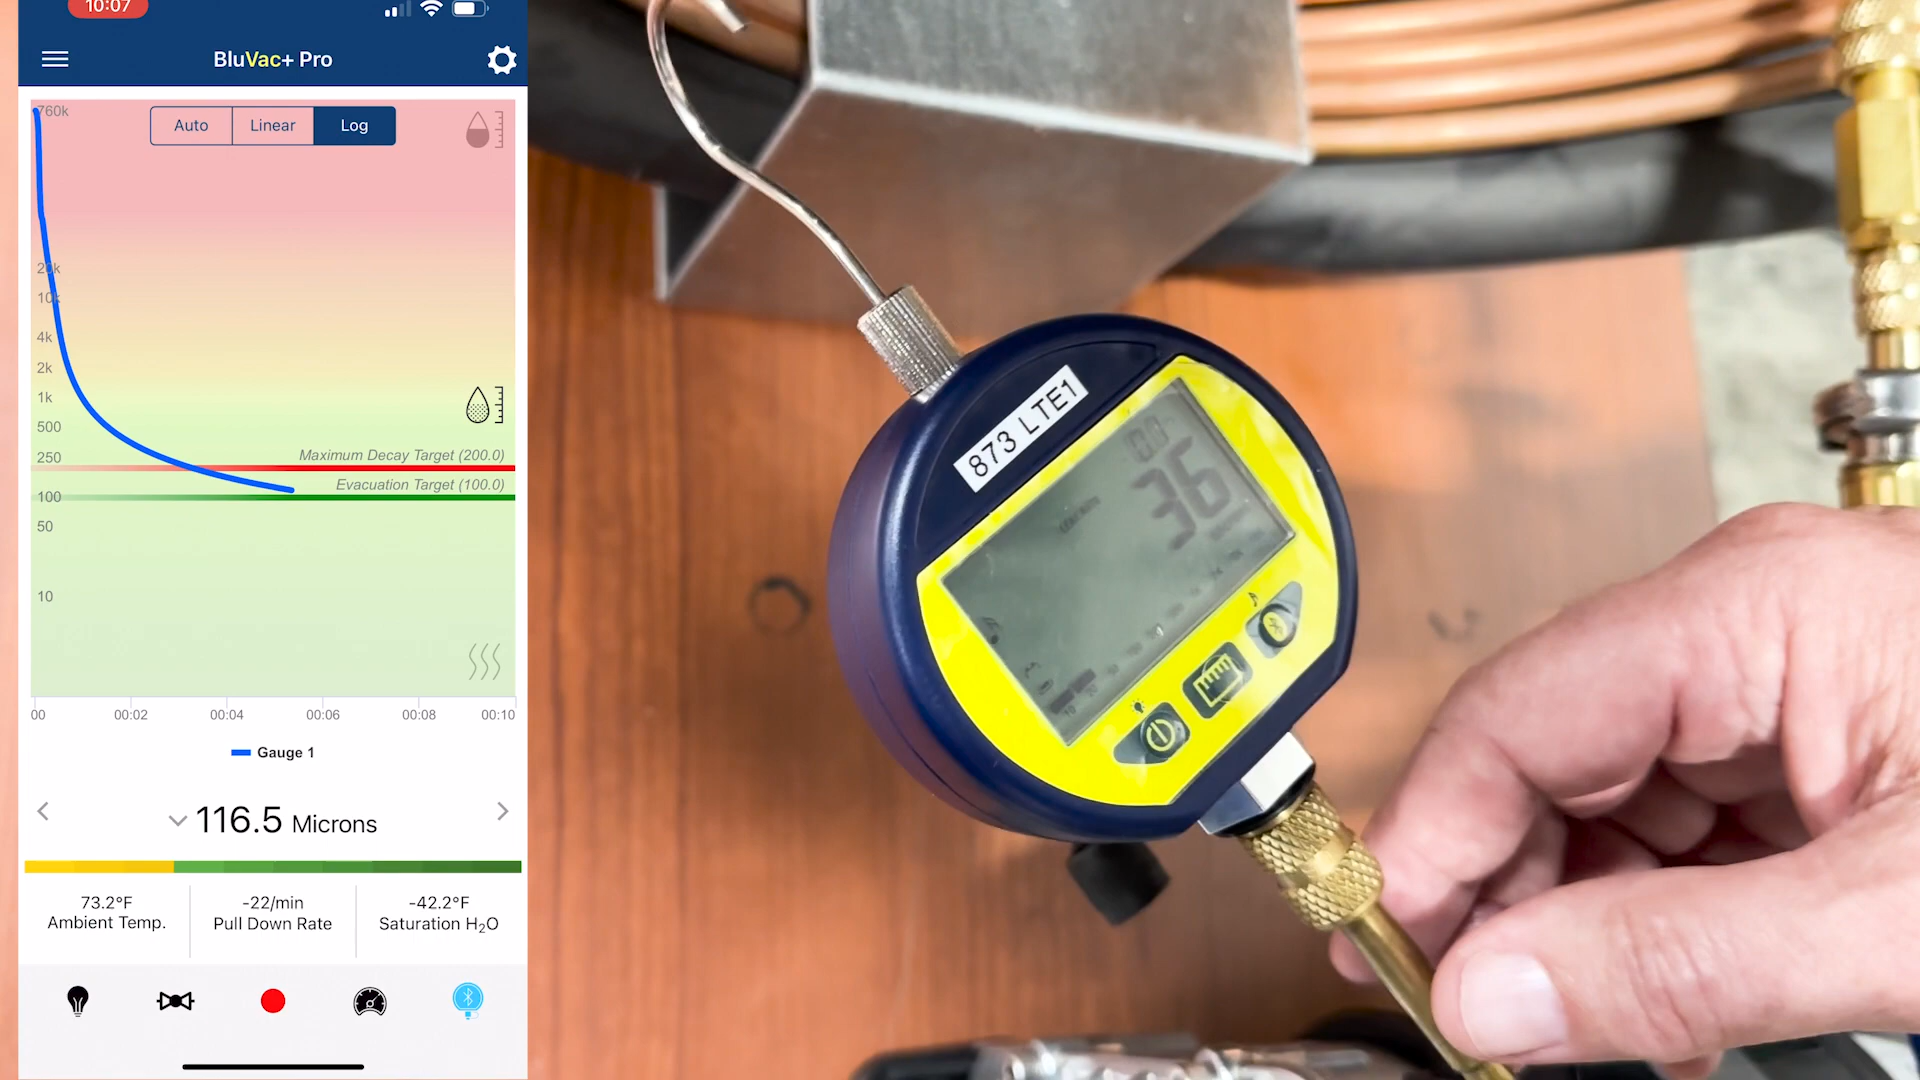 10:07
BluVac+ Pro
760k
Auto
Linear
Log
20k
10k
4k
2k
1k
500
Maximum Decay Target (200.0)
250
Evacuation Target (100.0)
100
50
10
00
00:02
00:04
00:06
00:08
00:10
Gauge 1
116.5 Microns
73.2°F
Ambient Temp.
-22/min
Pull Down Rate
-42.2°F
Saturation H₂O
873 LTE1
0.0
36